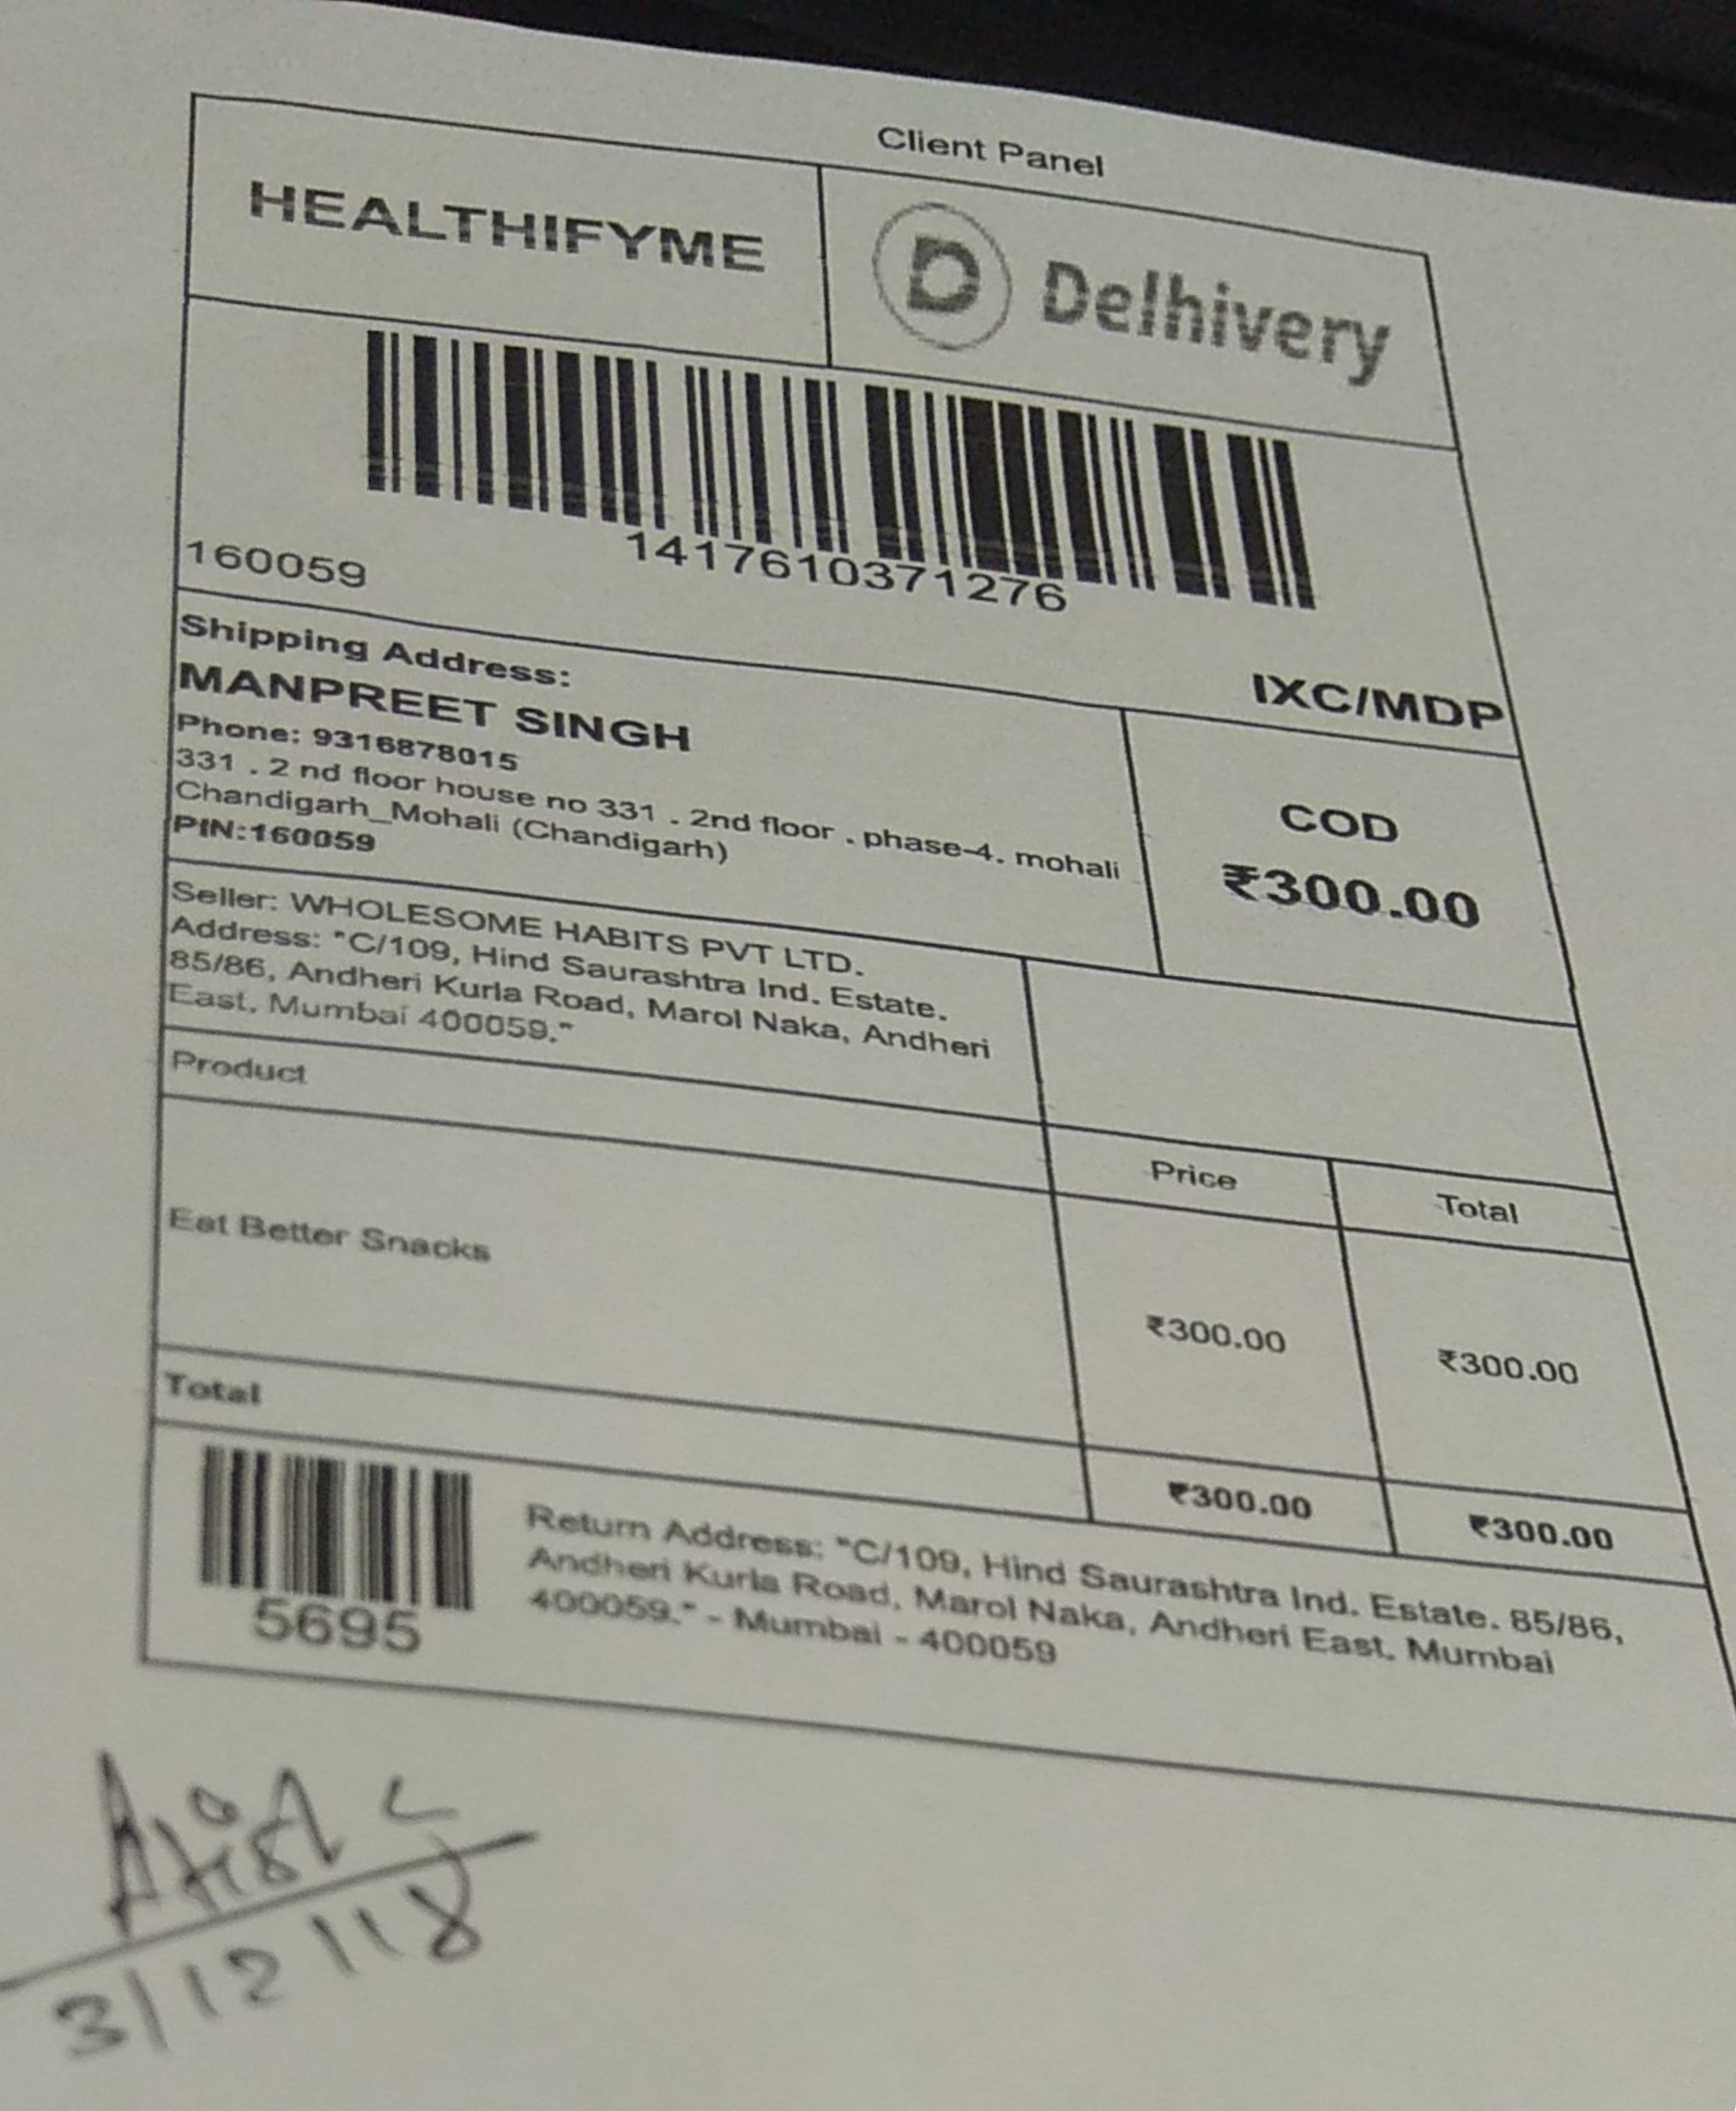 Client Panel
HEALTHIFYME
D Delhivery
1417610371276
160059
IXC/MDP
Shipping Address:
MANPREET SINGH
Phone: 9316878015
331 . 2 nd floor house no 331 . 2nd floor . phase-4. mohali
Chandigarh_Mohali (Chandigarh)
PIN:160059
COD
₹300.00
Seller: WHOLESOME HABITS PVT LTD.
Address: "C/109, Hind Saurashtra Ind. Estate.
85/86, Andheri Kurla Road, Marol Naka, Andheri
East, Mumbai 400059."
Product
Price
Total
Eat Better Snacks
₹300.00
₹300.00
Total
₹300.00
₹300.00
5695
Return Address: "C/109, Hind Saurashtra Ind. Estate. 85/86,
Andheri Kurla Road, Marol Naka, Andheri East, Mumbai
400059." - Mumbai - 400059
3/12/18